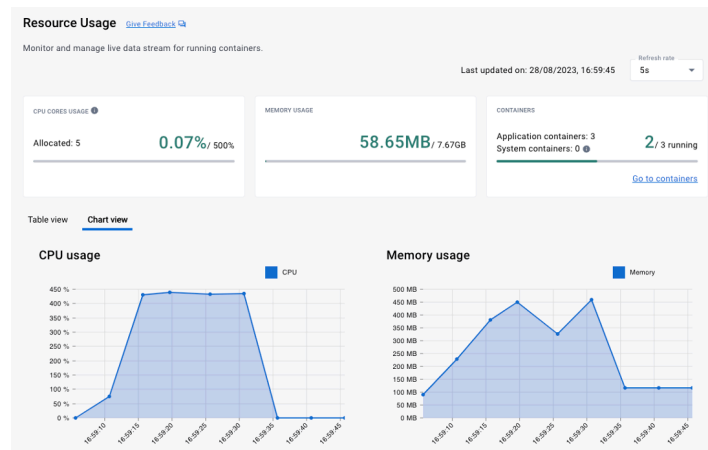 Resource Usage Give Feedback
Monitor and manage live data stream for running containers.
Last updated on: 28/08/2023, 16:59:45
Refresh rate
5s
CPU CORES USAGE
Allocated: 5
0.07%/ 500%
MEMORY USAGE
58.65MB/ 7.67GB
CONTAINERS
Application containers: 3
System containers: 0
2/ 3 running
Go to containers
Table view Chart view
CPU usage
CPU
450 %
400 %
350 %
300 %
250 %
200 %
150 %
100 %
50 %
0 %
16:59:10 16:59:15 16:59:20 16:59:25 16:59:30 16:59:35 16:59:40 16:59:45
Memory usage
Memory
500 MB
450 MB
400 MB
350 MB
300 MB
250 MB
200 MB
150 MB
100 MB
50 MB
0 MB
16:59:10 16:59:15 16:59:20 16:59:25 16:59:30 16:59:35 16:59:40 16:59:45